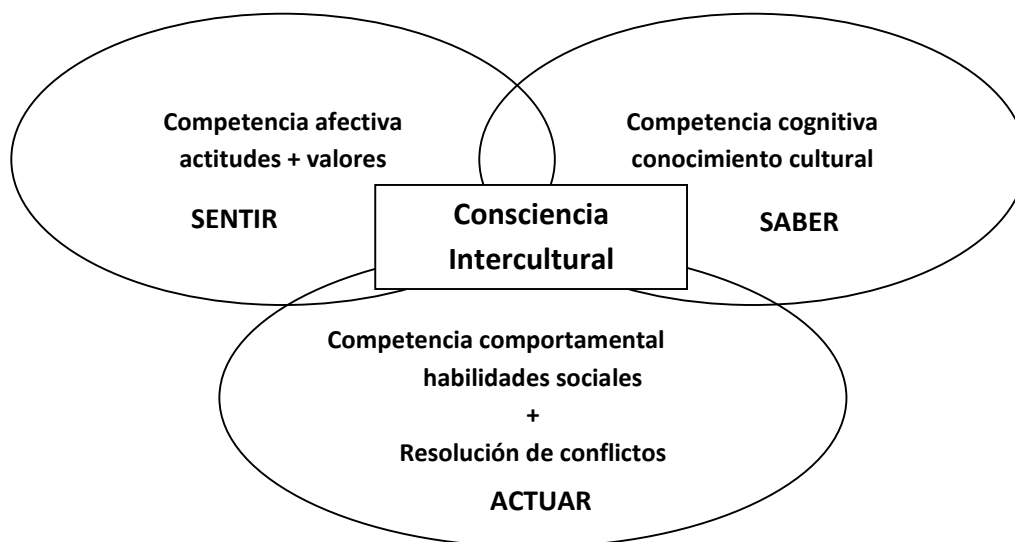 Competencia afectiva
actitudes + valores
SENTIR
Competencia cognitiva
conocimiento cultural
SABER
Consciencia
Intercultural
Competencia comportamental
habilidades sociales
+
Resolución de conflictos
ACTUAR